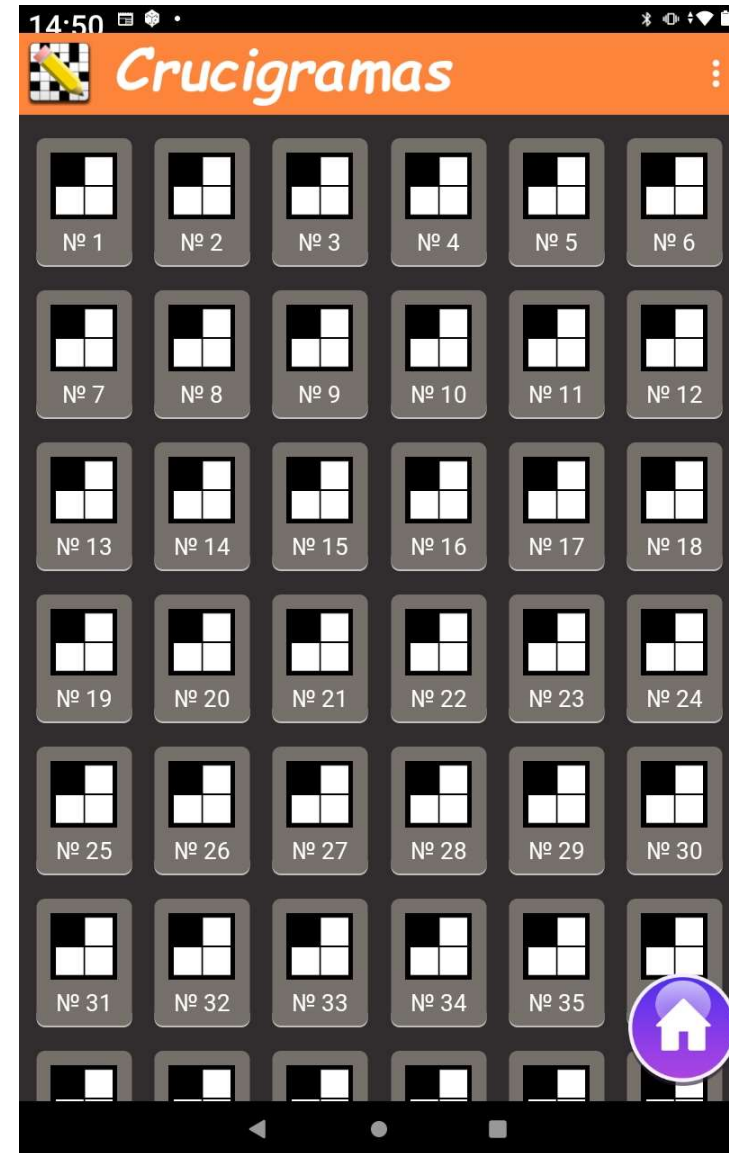 14:50
Crucigramas
Nº 1 Nº 2 Nº 3 Nº 4 Nº 5 Nº 6
Nº 7 Nº 8 Nº 9 Nº 10 Nº 11 Nº 12
Nº 13 Nº 14 Nº 15 Nº 16 Nº 17 Nº 18
Nº 19 Nº 20 Nº 21 Nº 22 Nº 23 Nº 24
Nº 25 Nº 26 Nº 27 Nº 28 Nº 29 Nº 30
Nº 31 Nº 32 Nº 33 Nº 34 Nº 35